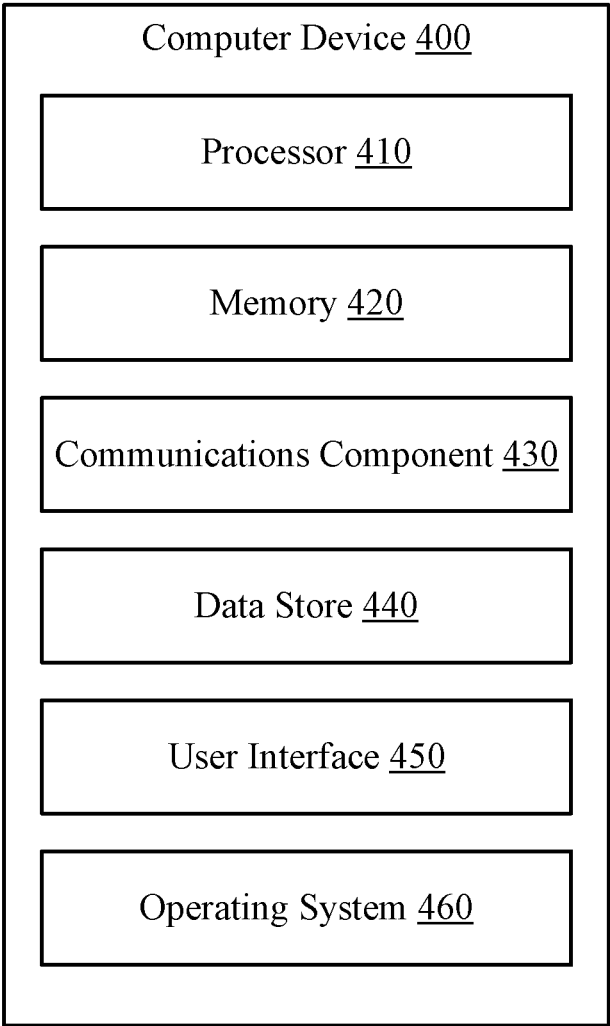 Computer Device 400
Processor 410
Memory 420
Communications Component 430
Data Store 440
User Interface 450
Operating System 460